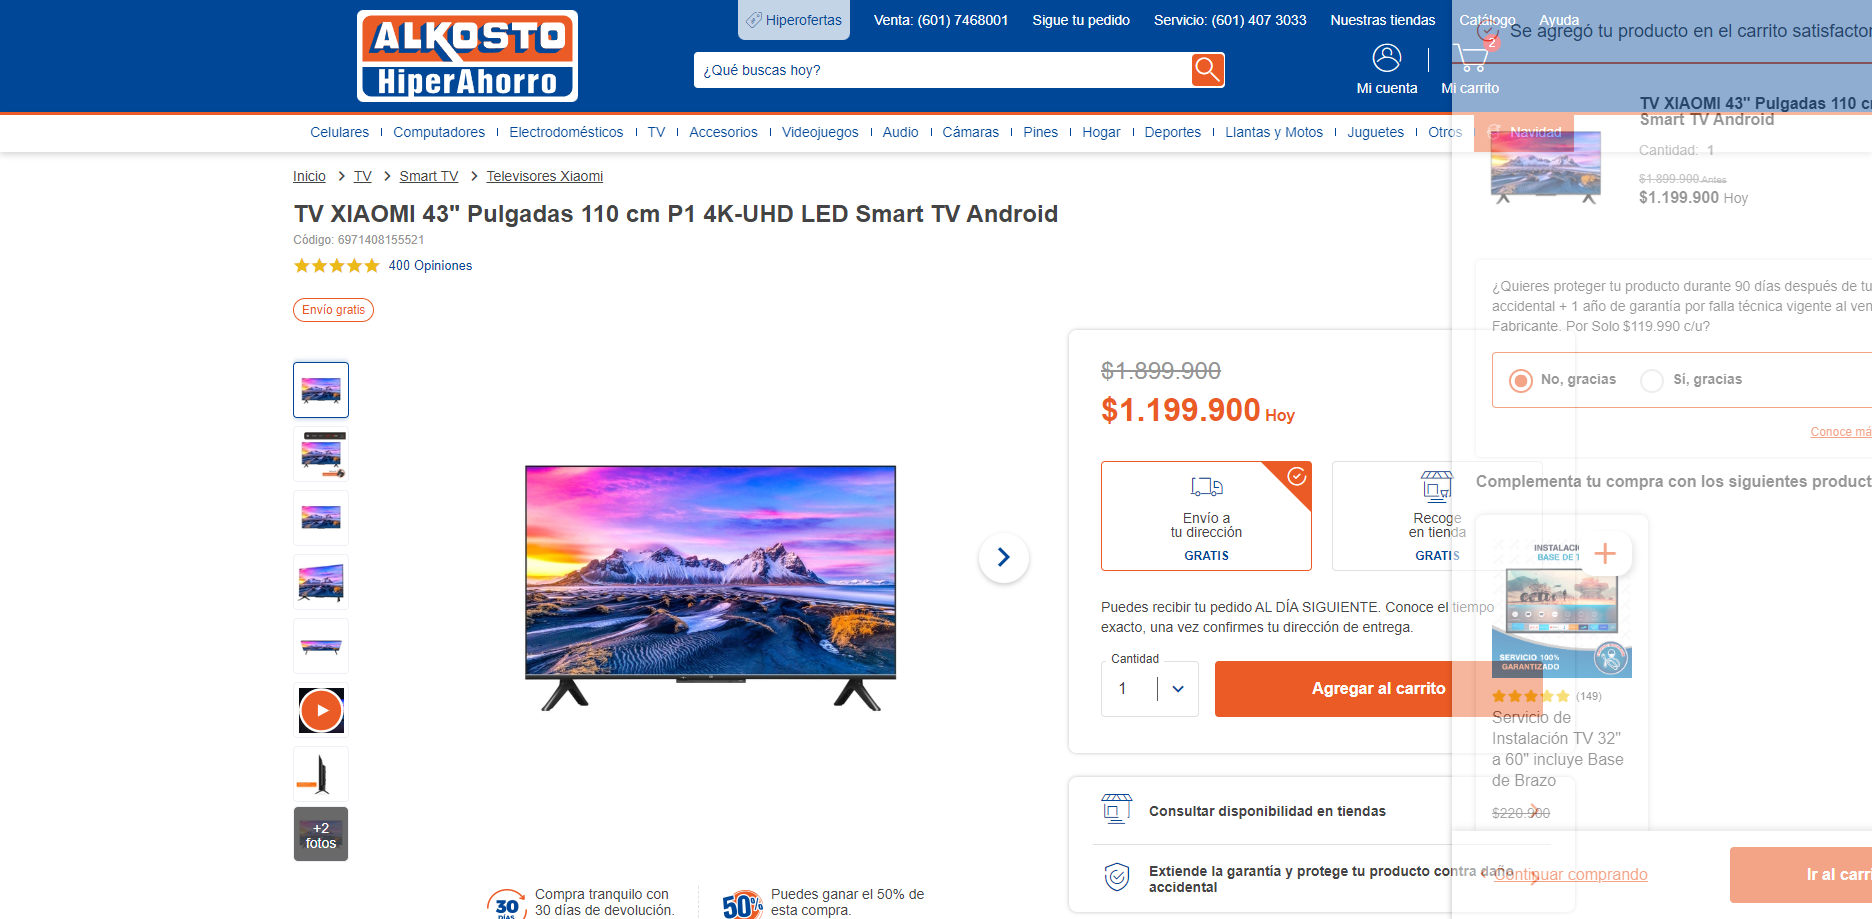 ALKOSTO
HiperAhorro
Hiperofertas
Venta: (601) 7468001
Sigue tu pedido
Servicio: (601) 407 3033
Nuestras tiendas
Catálogo
Ayuda
¿Qué buscas hoy?
Mi cuenta
2
Mi carrito
Celulares
Computadores
Electrodomésticos
TV
Accesorios
Videojuegos
Audio
Cámaras
Pines
Hogar
Deportes
Llantas y Motos
Juguetes
Otros
Navidad
Inicio > TV > Smart TV > Televisores Xiaomi
TV XIAOMI 43" Pulgadas 110 cm P1 4K-UHD LED Smart TV Android
Código: 6971408155521
400 Opiniones
Envío gratis
+2
fotos
$1.899.900
$1.199.900 Hoy
Envío a
tu dirección
GRATIS
Recoge
en tienda
GRATIS
Puedes recibir tu pedido AL DÍA SIGUIENTE. Conoce el tiempo
exacto, una vez confirmes tu dirección de entrega.
Cantidad
1
Agregar al carrito
Consultar disponibilidad en tiendas
Extiende la garantía y protege tu producto contra daño
accidental
30
DÍAS
Compra tranquilo con
30 días de devolución.
50%
Puedes ganar el 50% de
esta compra.
Se agregó tu producto en el carrito satisfactor
TV XIAOMI 43" Pulgadas 110 c
Smart TV Android
Cantidad: 1
$1.899.900 Antes
$1.199.900 Hoy
¿Quieres proteger tu producto durante 90 días después de tu
accidental + 1 año de garantía por falla técnica vigente al ven
Fabricante. Por Solo $119.990 c/u?
No, gracias
Sí, gracias
Conoce má
Complementa tu compra con los siguientes product
INSTALACI
BASE DE T
SERVICIO 100%
GARANTIZADO
(149)
Servicio de
Instalación TV 32"
a 60" incluye Base
de Brazo
$220.900
Continuar comprando
Ir al carri